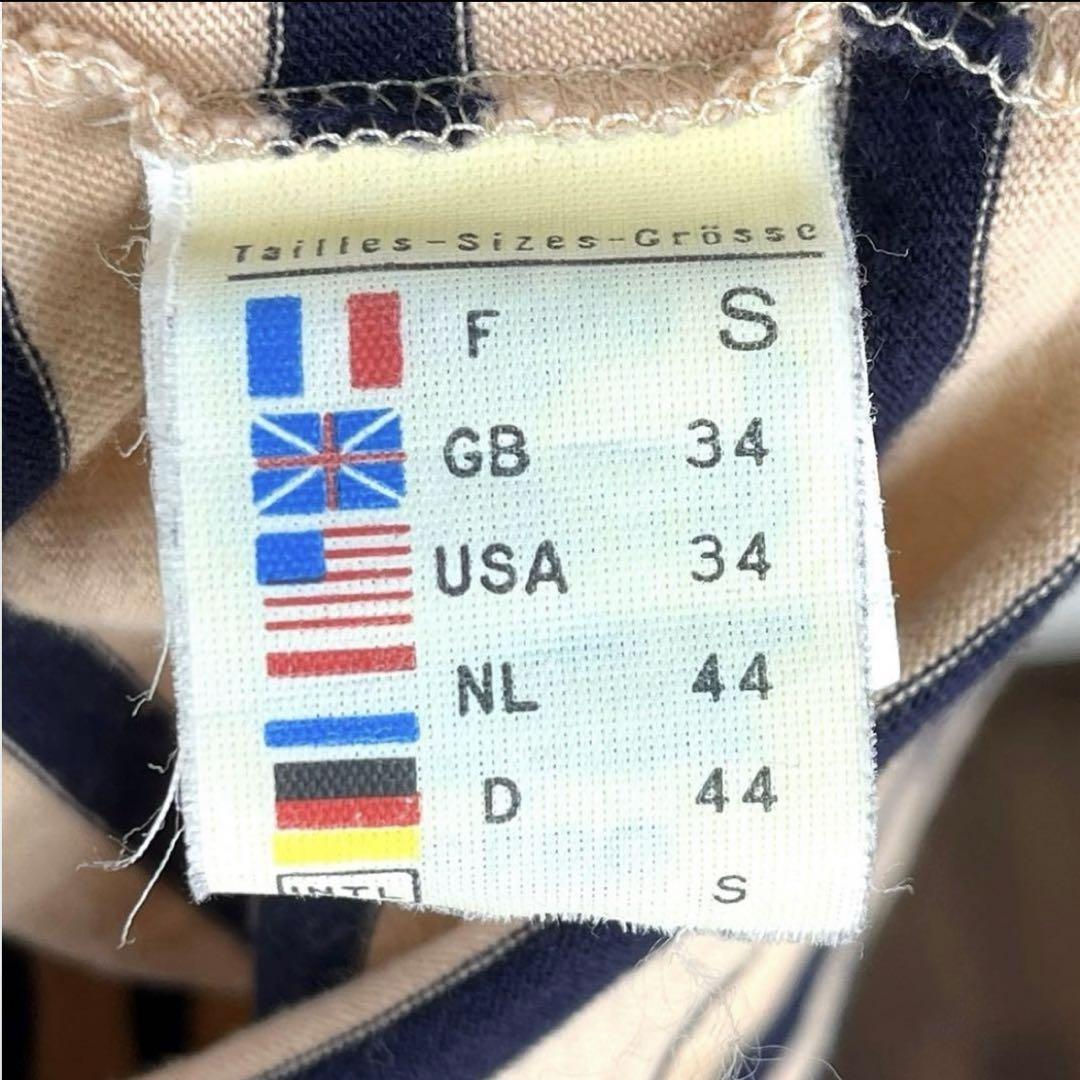 Tailles-Sizes-Grösse
F S
GB 34
USA 34
NL 44
D 44
INTL S